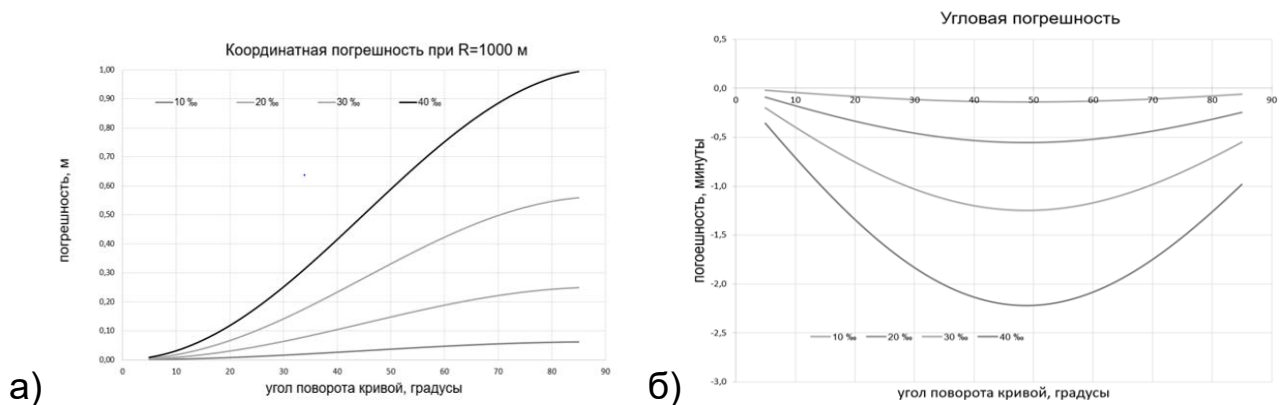 Координатная погрешность при R=1000 м
1,00
0,90
0,80
0,70
0,60
0,50
0,40
0,30
0,20
0,10
0,00
10 ‰ 20 ‰ 30 ‰ 40 ‰
погрешность, м
0 10 20 30 40 50 60 70 80 90
угол поворота кривой, градусы
а)
Угловая погрешность
0,5
0,0
-0,5
-1,0
-1,5
-2,0
-2,5
-3,0
0 10 20 30 40 50 60 70 80 90
погоешность, минуты
10 ‰ 20 ‰ 30 ‰ 40 ‰
угол поворота кривой, градусы
б)